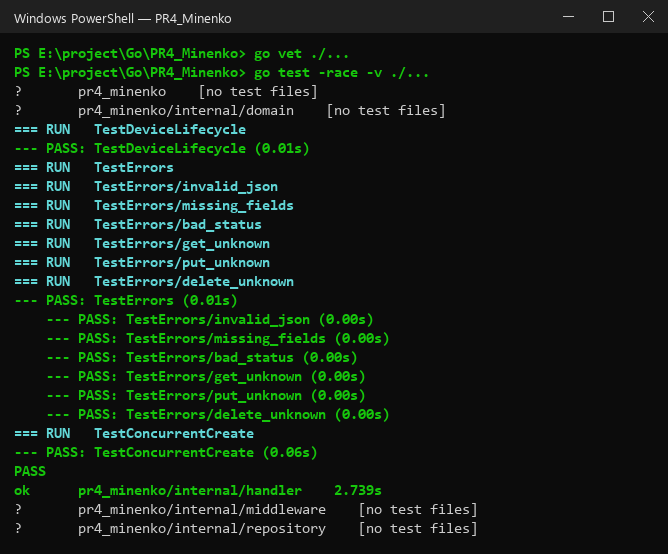 Windows PowerShell — PR4_Minenko
PS E:\project\Go\PR4_Minenko> go vet ./...
PS E:\project\Go\PR4_Minenko> go test -race -v ./...
?       pr4_minenko    [no test files]
?       pr4_minenko/internal/domain    [no test files]
=== RUN   TestDeviceLifecycle
--- PASS: TestDeviceLifecycle (0.01s)
=== RUN   TestErrors
=== RUN   TestErrors/invalid_json
=== RUN   TestErrors/missing_fields
=== RUN   TestErrors/bad_status
=== RUN   TestErrors/get_unknown
=== RUN   TestErrors/put_unknown
=== RUN   TestErrors/delete_unknown
--- PASS: TestErrors (0.01s)
    --- PASS: TestErrors/invalid_json (0.00s)
    --- PASS: TestErrors/missing_fields (0.00s)
    --- PASS: TestErrors/bad_status (0.00s)
    --- PASS: TestErrors/get_unknown (0.00s)
    --- PASS: TestErrors/put_unknown (0.00s)
    --- PASS: TestErrors/delete_unknown (0.00s)
=== RUN   TestConcurrentCreate
--- PASS: TestConcurrentCreate (0.06s)
PASS
ok      pr4_minenko/internal/handler    2.739s
?       pr4_minenko/internal/middleware    [no test files]
?       pr4_minenko/internal/repository    [no test files]